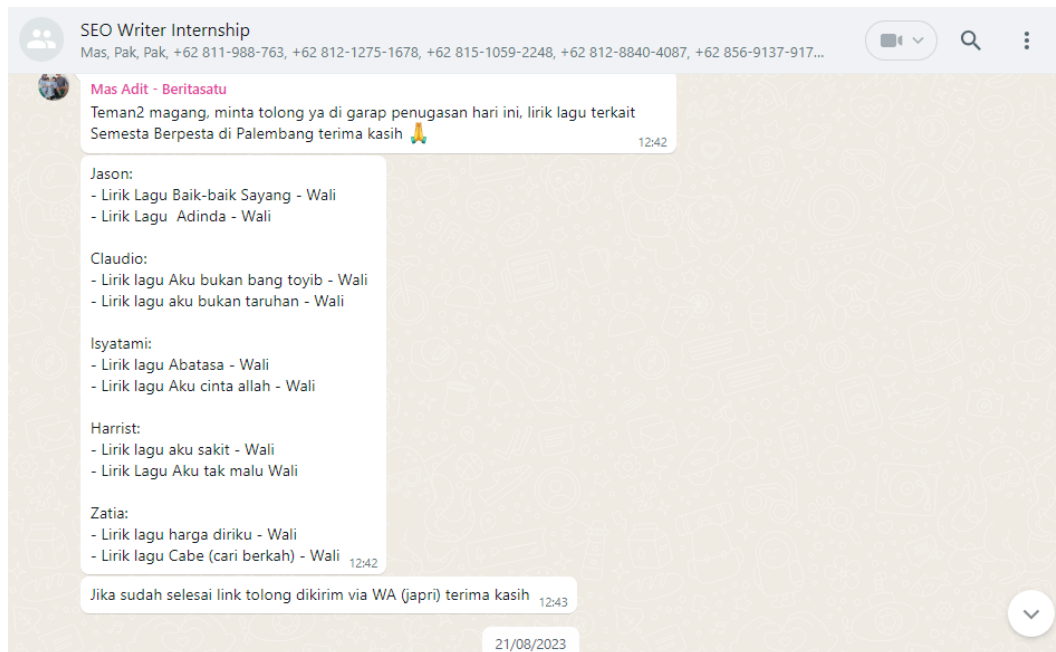 SEO Writer Internship
Mas, Pak, Pak, +62 811-988-763, +62 812-1275-1678, +62 815-1059-2248, +62 812-8840-4087, +62 856-9137-917...
Mas Adit - Beritasatu
Teman2 magang, minta tolong ya di garap penugasan hari ini, lirik lagu terkait
Semesta Berpesta di Palembang terima kasih 🙏
12:42
Jason:
- Lirik Lagu Baik-baik Sayang - Wali
- Lirik Lagu  Adinda - Wali
Claudio:
- Lirik lagu Aku bukan bang toyib - Wali
- Lirik lagu aku bukan taruhan - Wali
Isyatami:
- Lirik lagu Abatasa - Wali
- Lirik lagu Aku cinta allah - Wali
Harrist:
- Lirik lagu aku sakit - Wali
- Lirik Lagu Aku tak malu Wali
Zatia:
- Lirik lagu harga diriku - Wali
- Lirik lagu Cabe (cari berkah) - Wali 12:42
Jika sudah selesai link tolong dikirim via WA (japri) terima kasih 12:43
21/08/2023